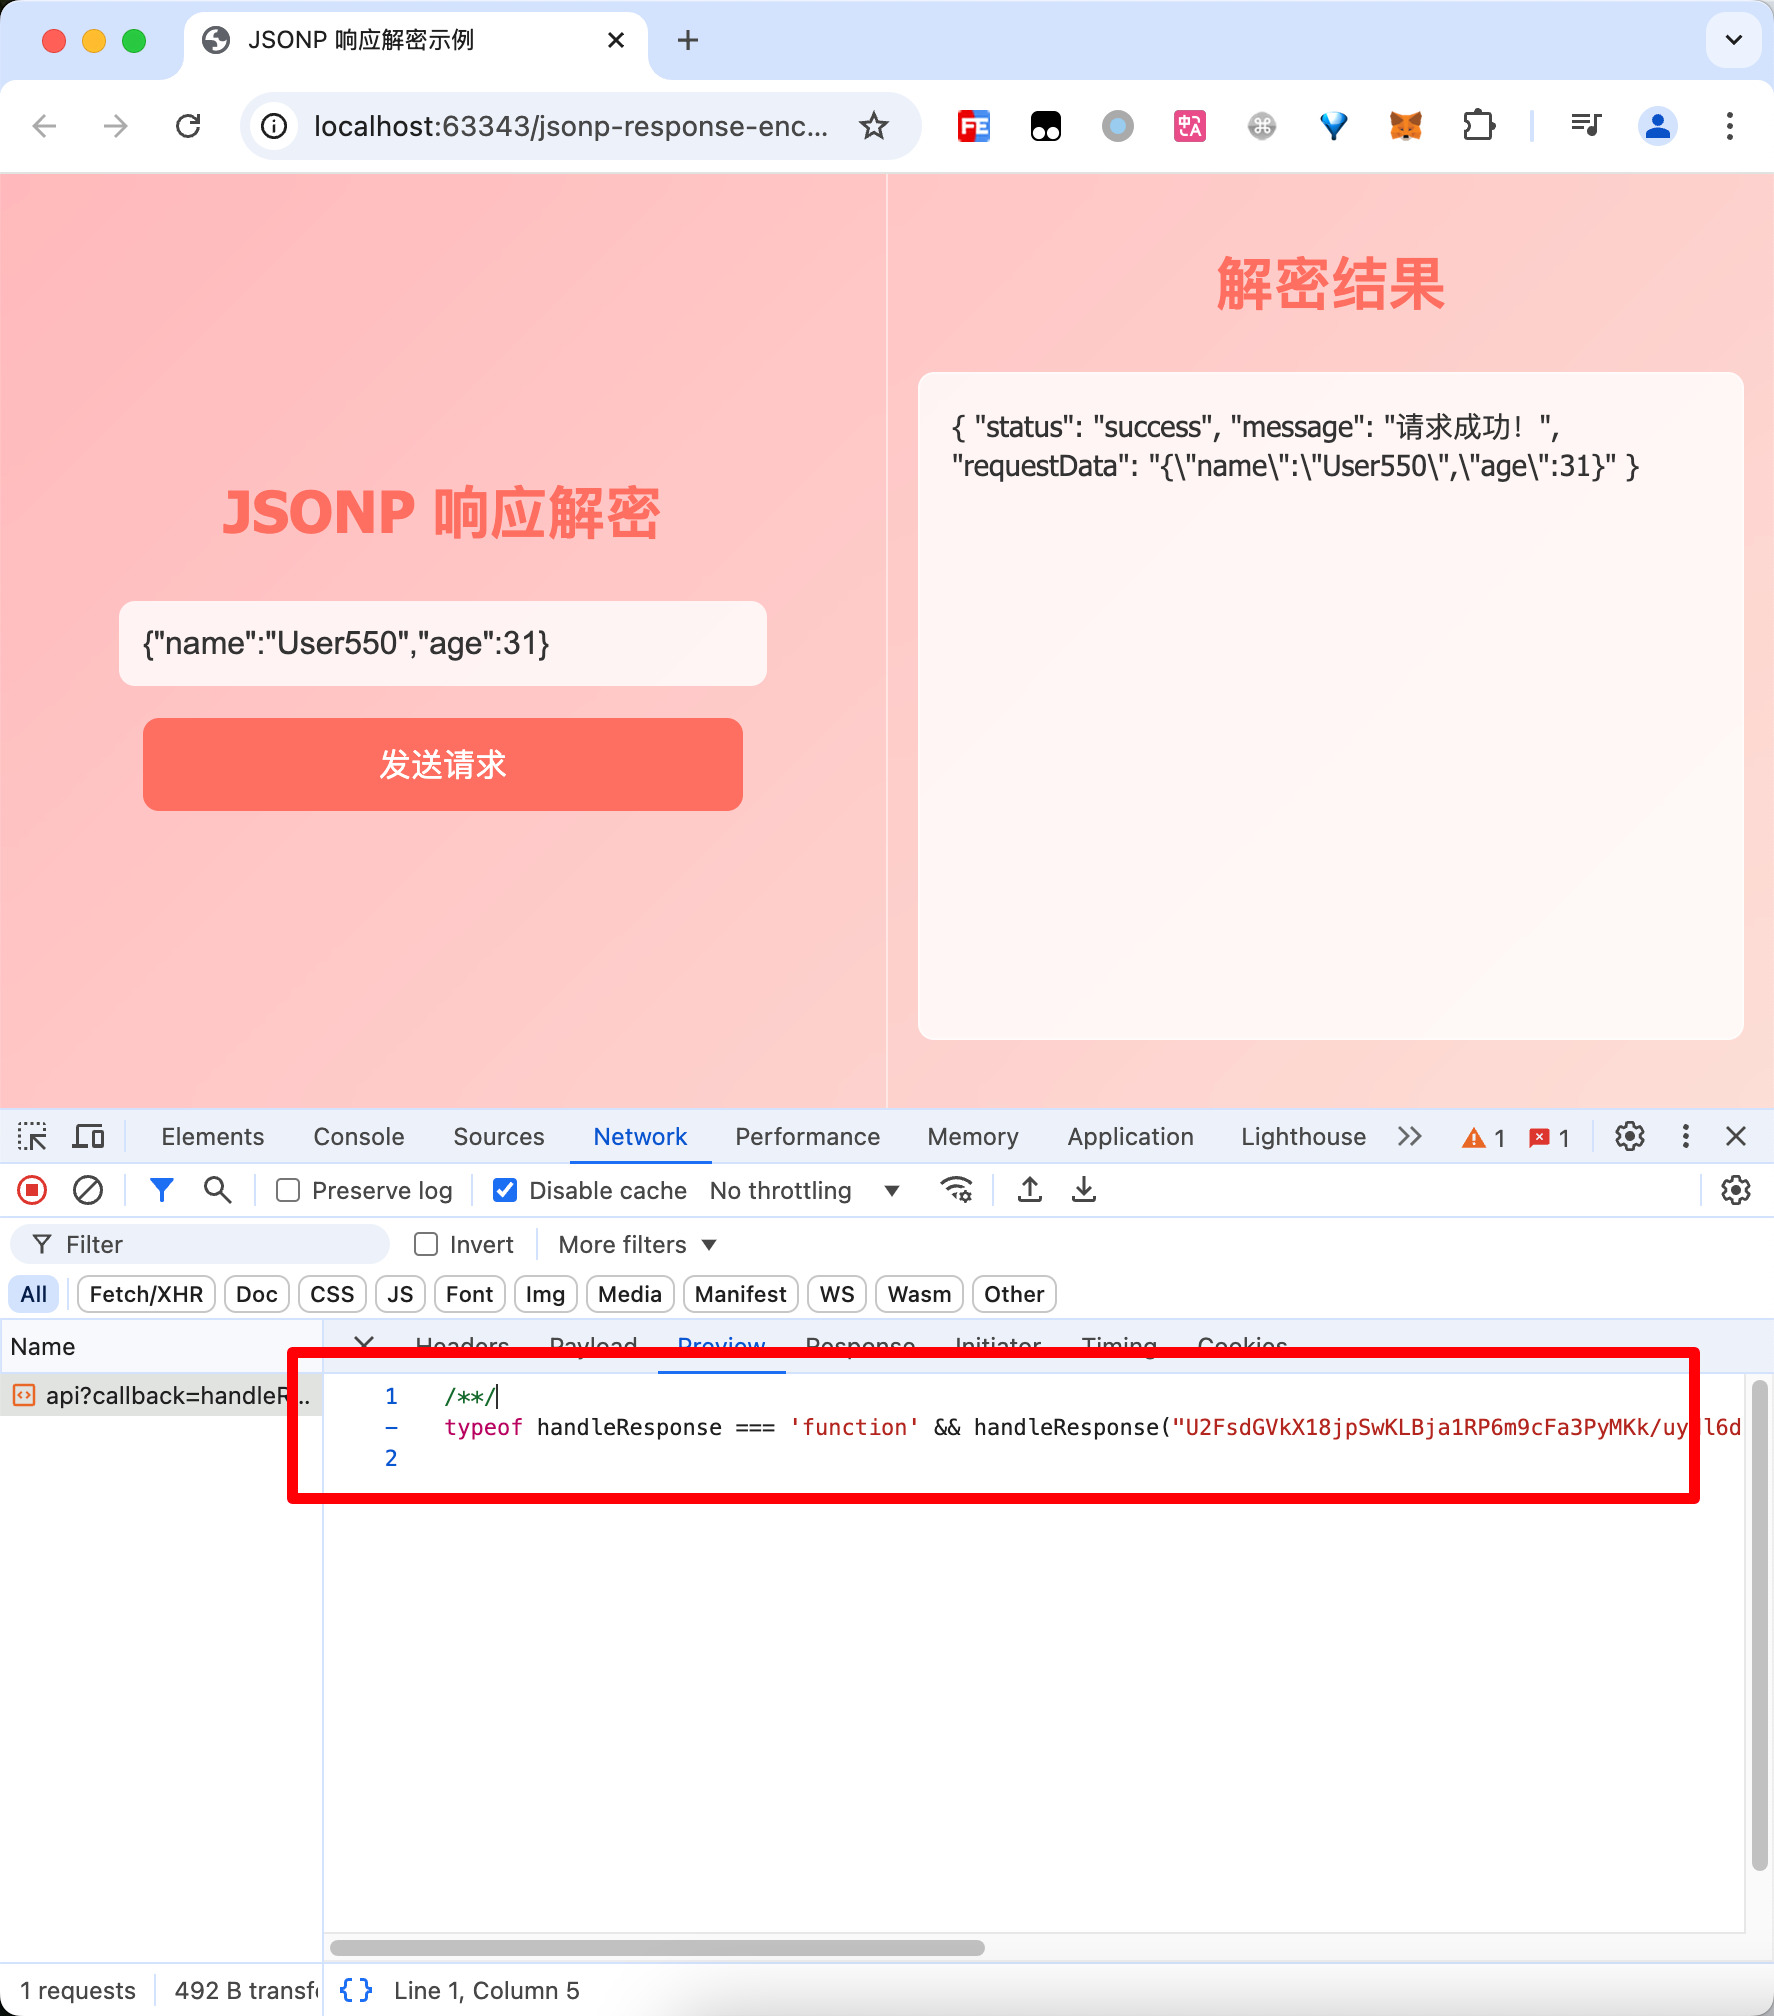 JSONP 响应解密示例
localhost:63343/jsonp-response-enc...
FE
中A
解密结果
{ "status": "success", "message": "请求成功！",
"requestData": "{\"name\":\"User550\",\"age\":31}" }
JSONP 响应解密
{"name":"User550","age":31}
发送请求
Elements Console Sources Network Performance Memory Application Lighthouse 1 1
Preserve log Disable cache No throttling
Filter Invert More filters
All Fetch/XHR Doc CSS JS Font Img Media Manifest WS Wasm Other
Name Headers Payload Preview Response Initiator Timing Cookies
api?callback=handleR...
1 /**/
- typeof handleResponse === 'function' && handleResponse("U2FsdGVkX18jpSwKLBja1RP6m9cFa3PyMKk/uy
2
1 requests 492 B transf {} Line 1, Column 5